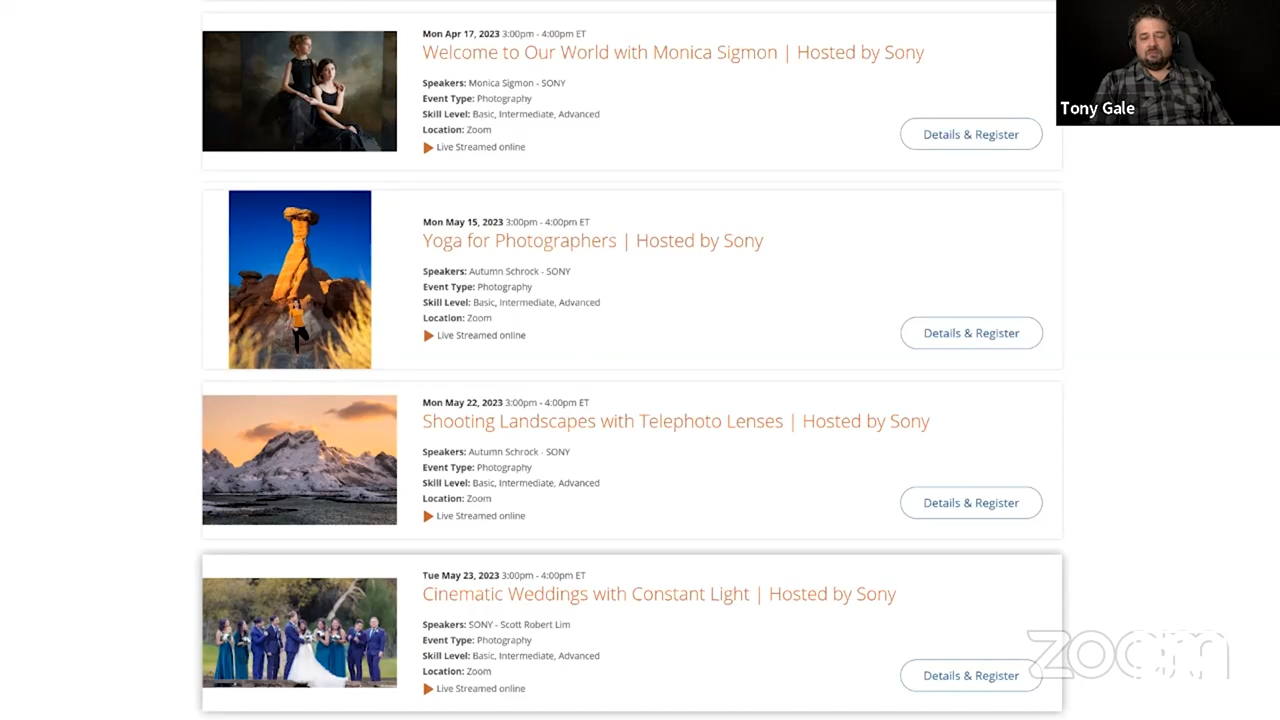 Mon Apr 17, 2023 3:00pm - 4:00pm ET
Welcome to Our World with Monica Sigmon | Hosted by Sony
Speakers: Monica Sigmon - SONY
Event Type: Photography
Skill Level: Basic, Intermediate, Advanced
Location: Zoom
Live Streamed online
Details & Register
Tony Gale
Mon May 15, 2023 3:00pm - 4:00pm ET
Yoga for Photographers | Hosted by Sony
Speakers: Autumn Schrock - SONY
Event Type: Photography
Skill Level: Basic, Intermediate, Advanced
Location: Zoom
Live Streamed online
Details & Register
Mon May 22, 2023 3:00pm - 4:00pm ET
Shooting Landscapes with Telephoto Lenses | Hosted by Sony
Speakers: Autumn Schrock - SONY
Event Type: Photography
Skill Level: Basic, Intermediate, Advanced
Location: Zoom
Live Streamed online
Details & Register
Tue May 23, 2023 3:00pm - 4:00pm ET
Cinematic Weddings with Constant Light | Hosted by Sony
Speakers: SONY - Scott Robert Lim
Event Type: Photography
Skill Level: Basic, Intermediate, Advanced
Location: Zoom
Live Streamed online
Details & Register
zoom